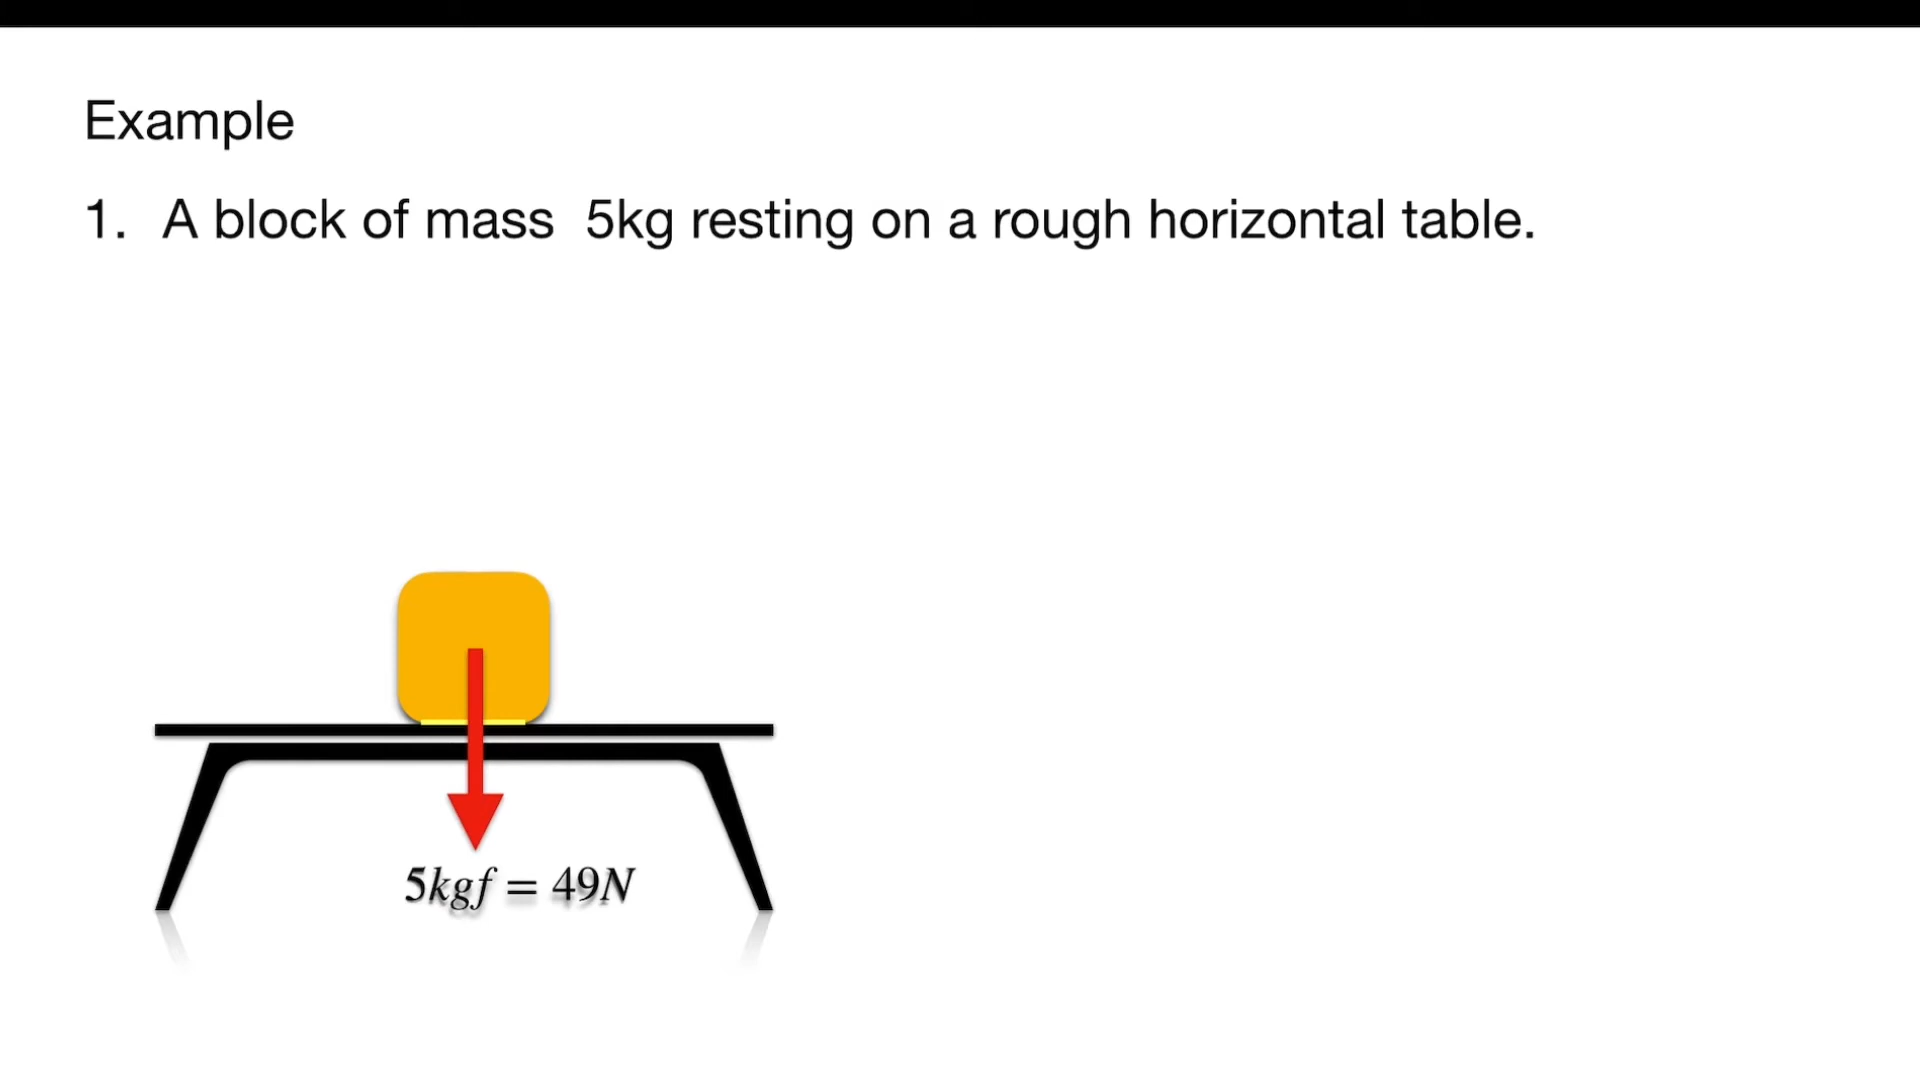 Example
1. A block of mass 5kg resting on a rough horizontal table.
5kgf = 49N